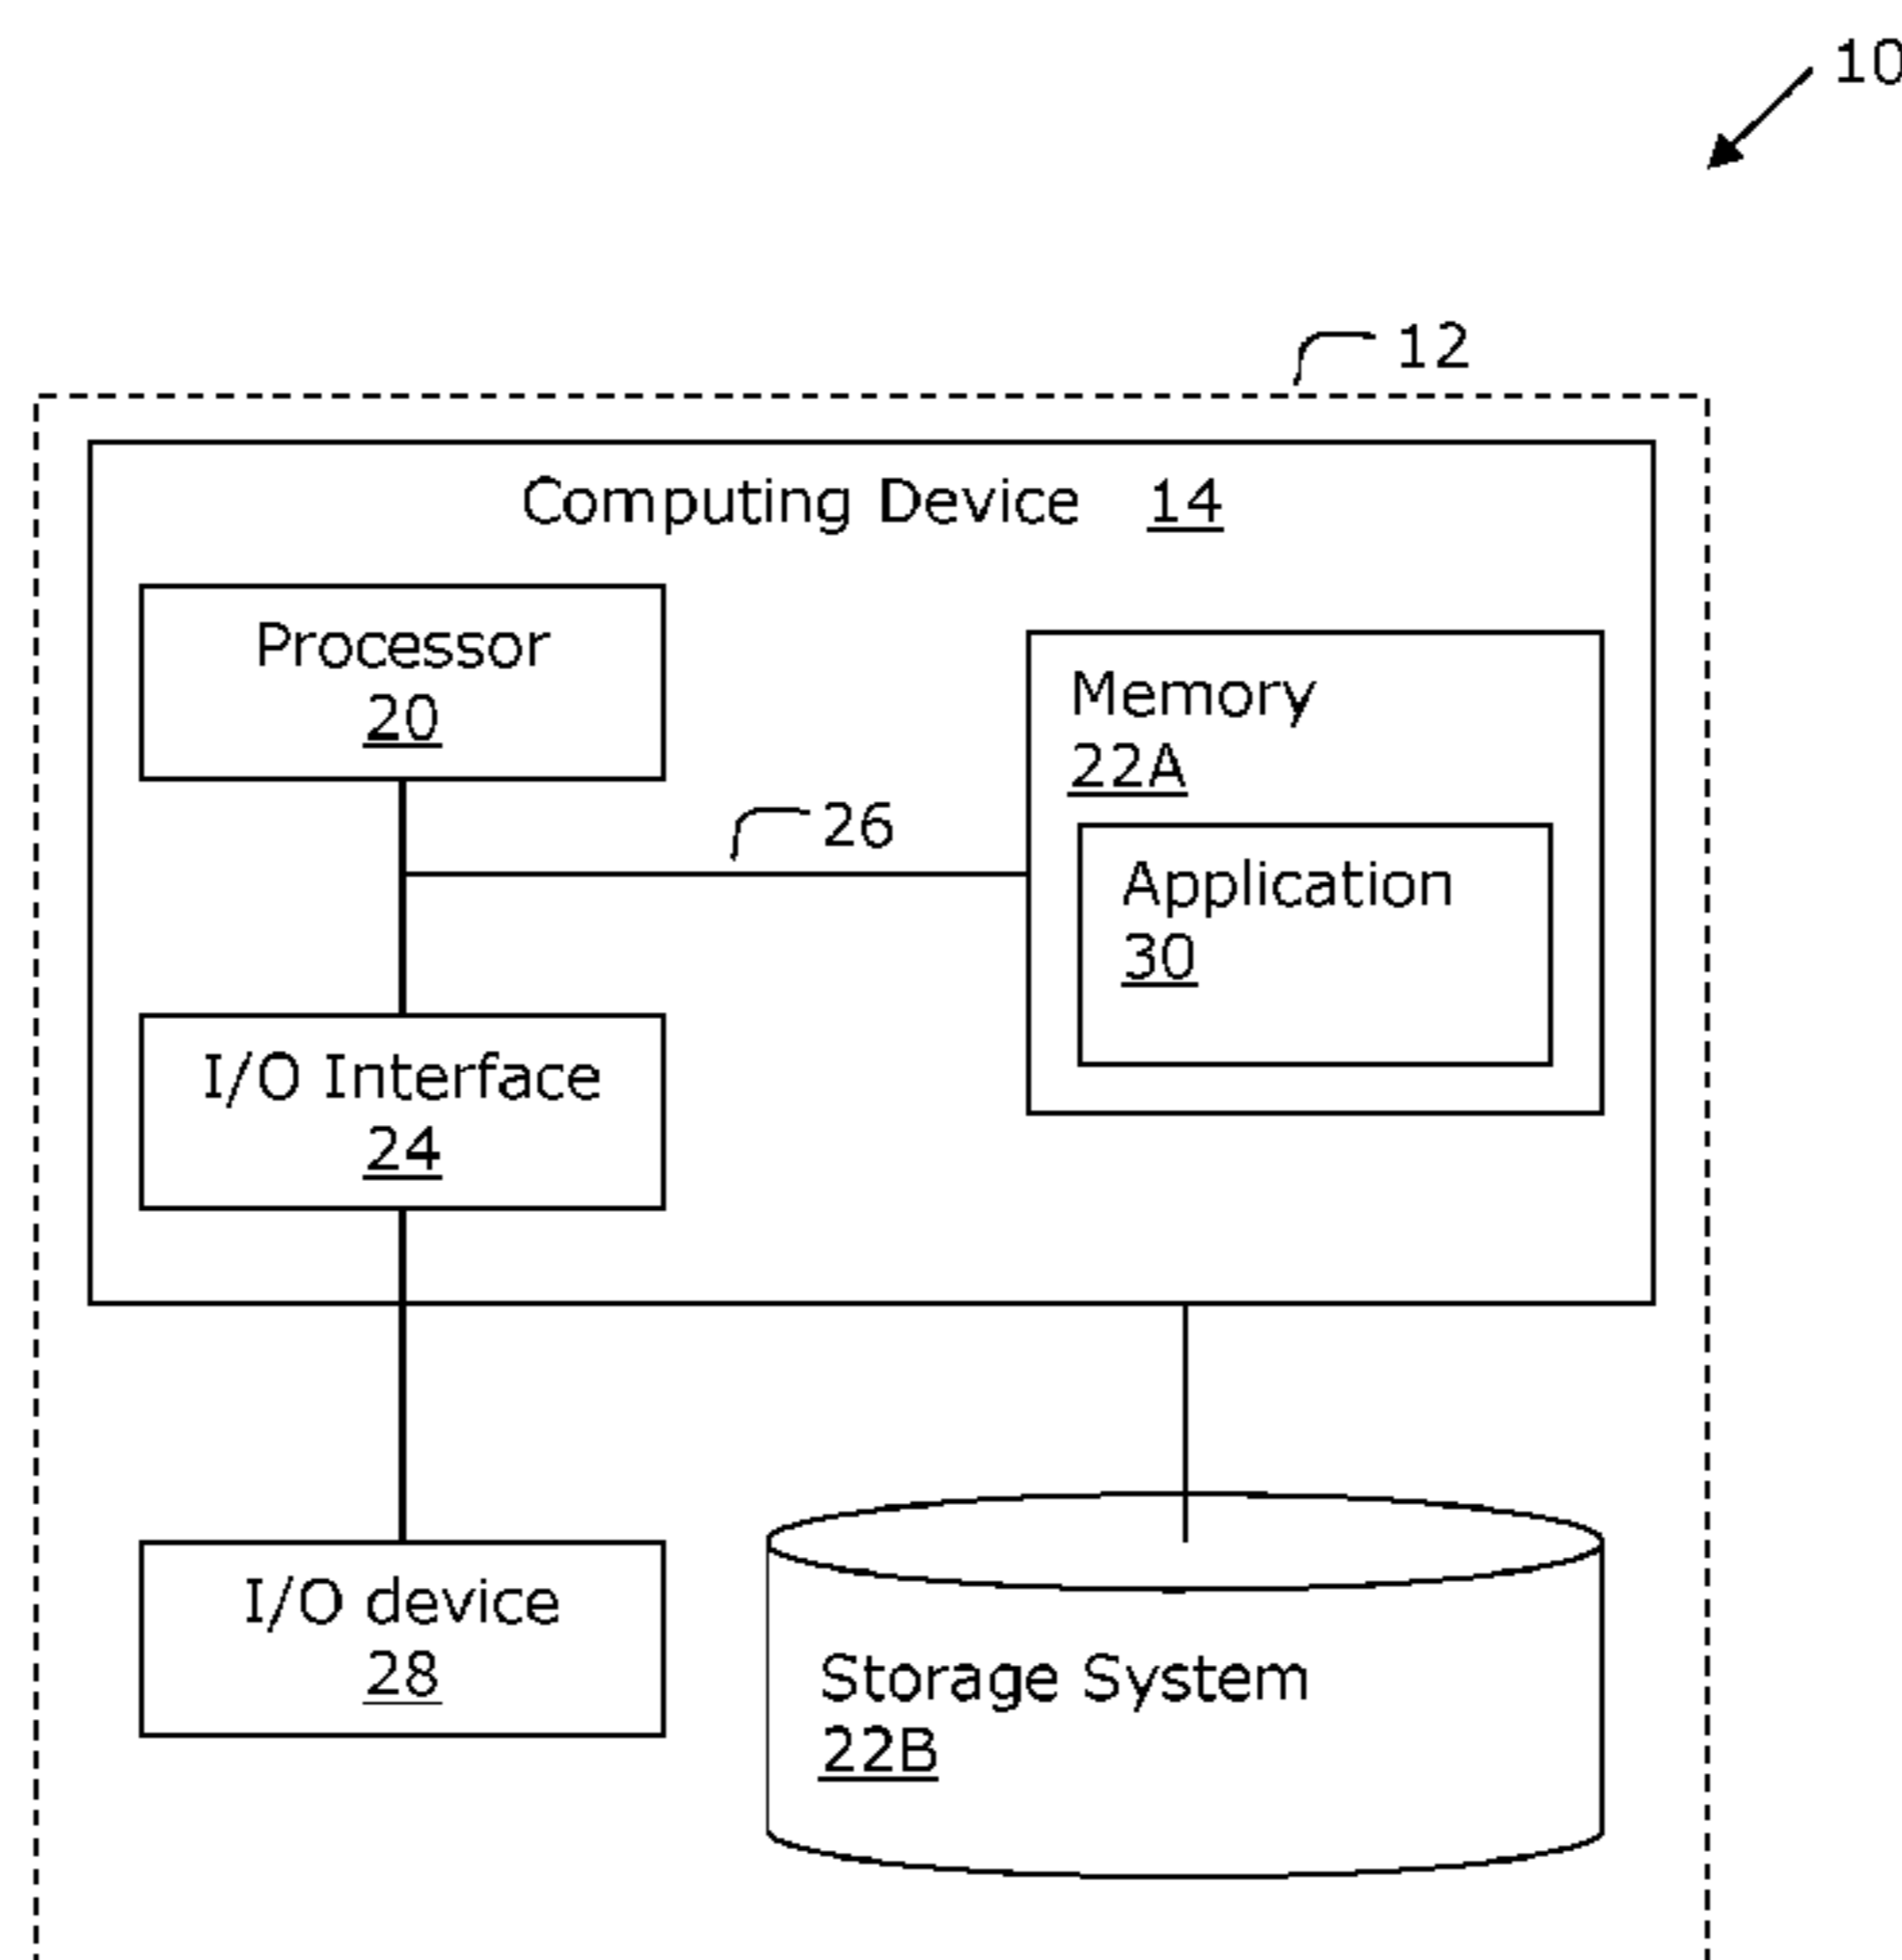 10
12
Computing Device 14
Processor
20
Memory
22A
26
Application
30
I/O Interface
24
I/O device
28
Storage System
22B